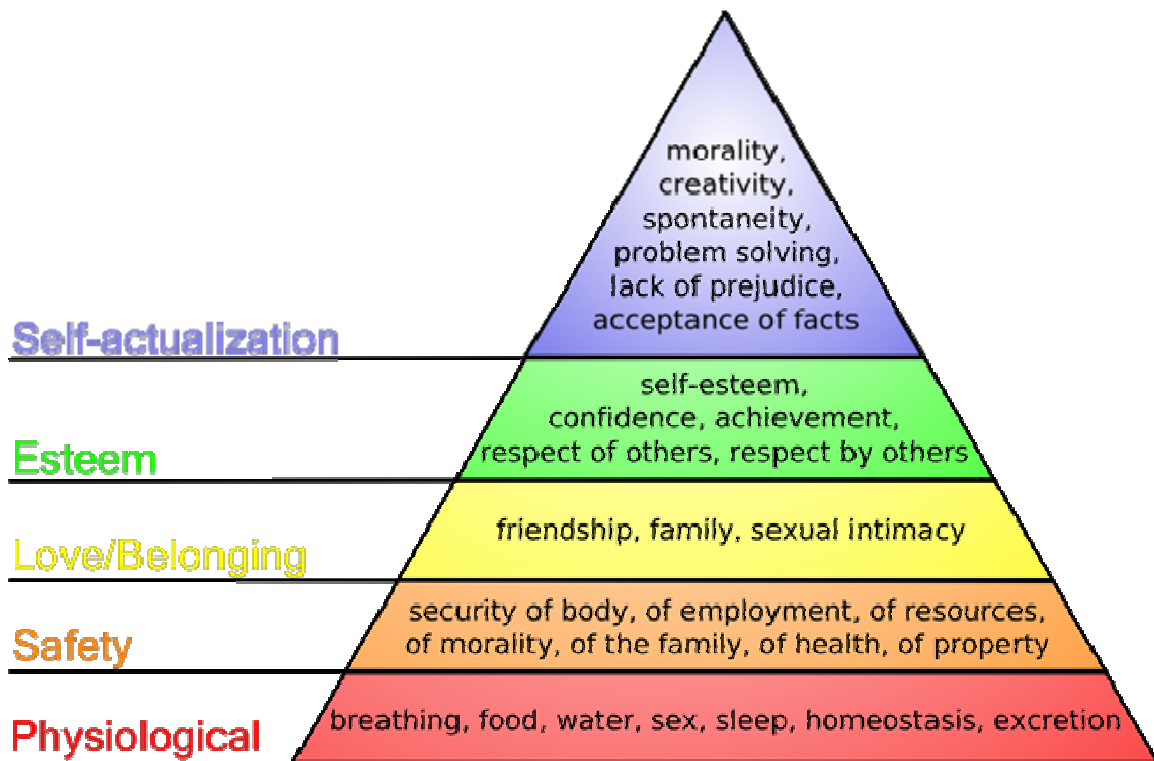 morality,
creativity,
spontaneity,
problem solving,
lack of prejudice,
acceptance of facts
Self-actualization
self-esteem,
confidence, achievement,
respect of others, respect by others
Esteem
friendship, family, sexual intimacy
Love/Belonging
security of body, of employment, of resources,
of morality, of the family, of health, of property
Safety
breathing, food, water, sex, sleep, homeostasis, excretion
Physiological